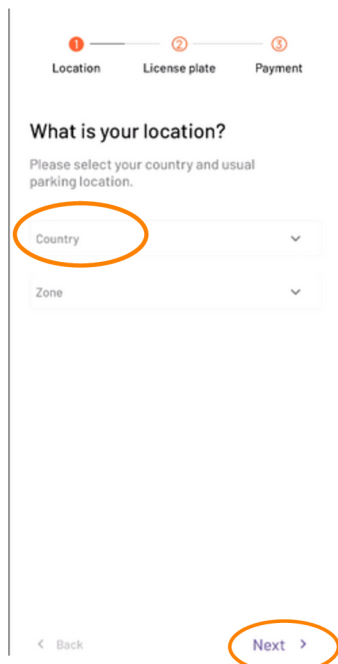 1 2 3
Location License plate Payment
What is your location?
Please select your country and usual
parking location.
Country
Zone
< Back Next >